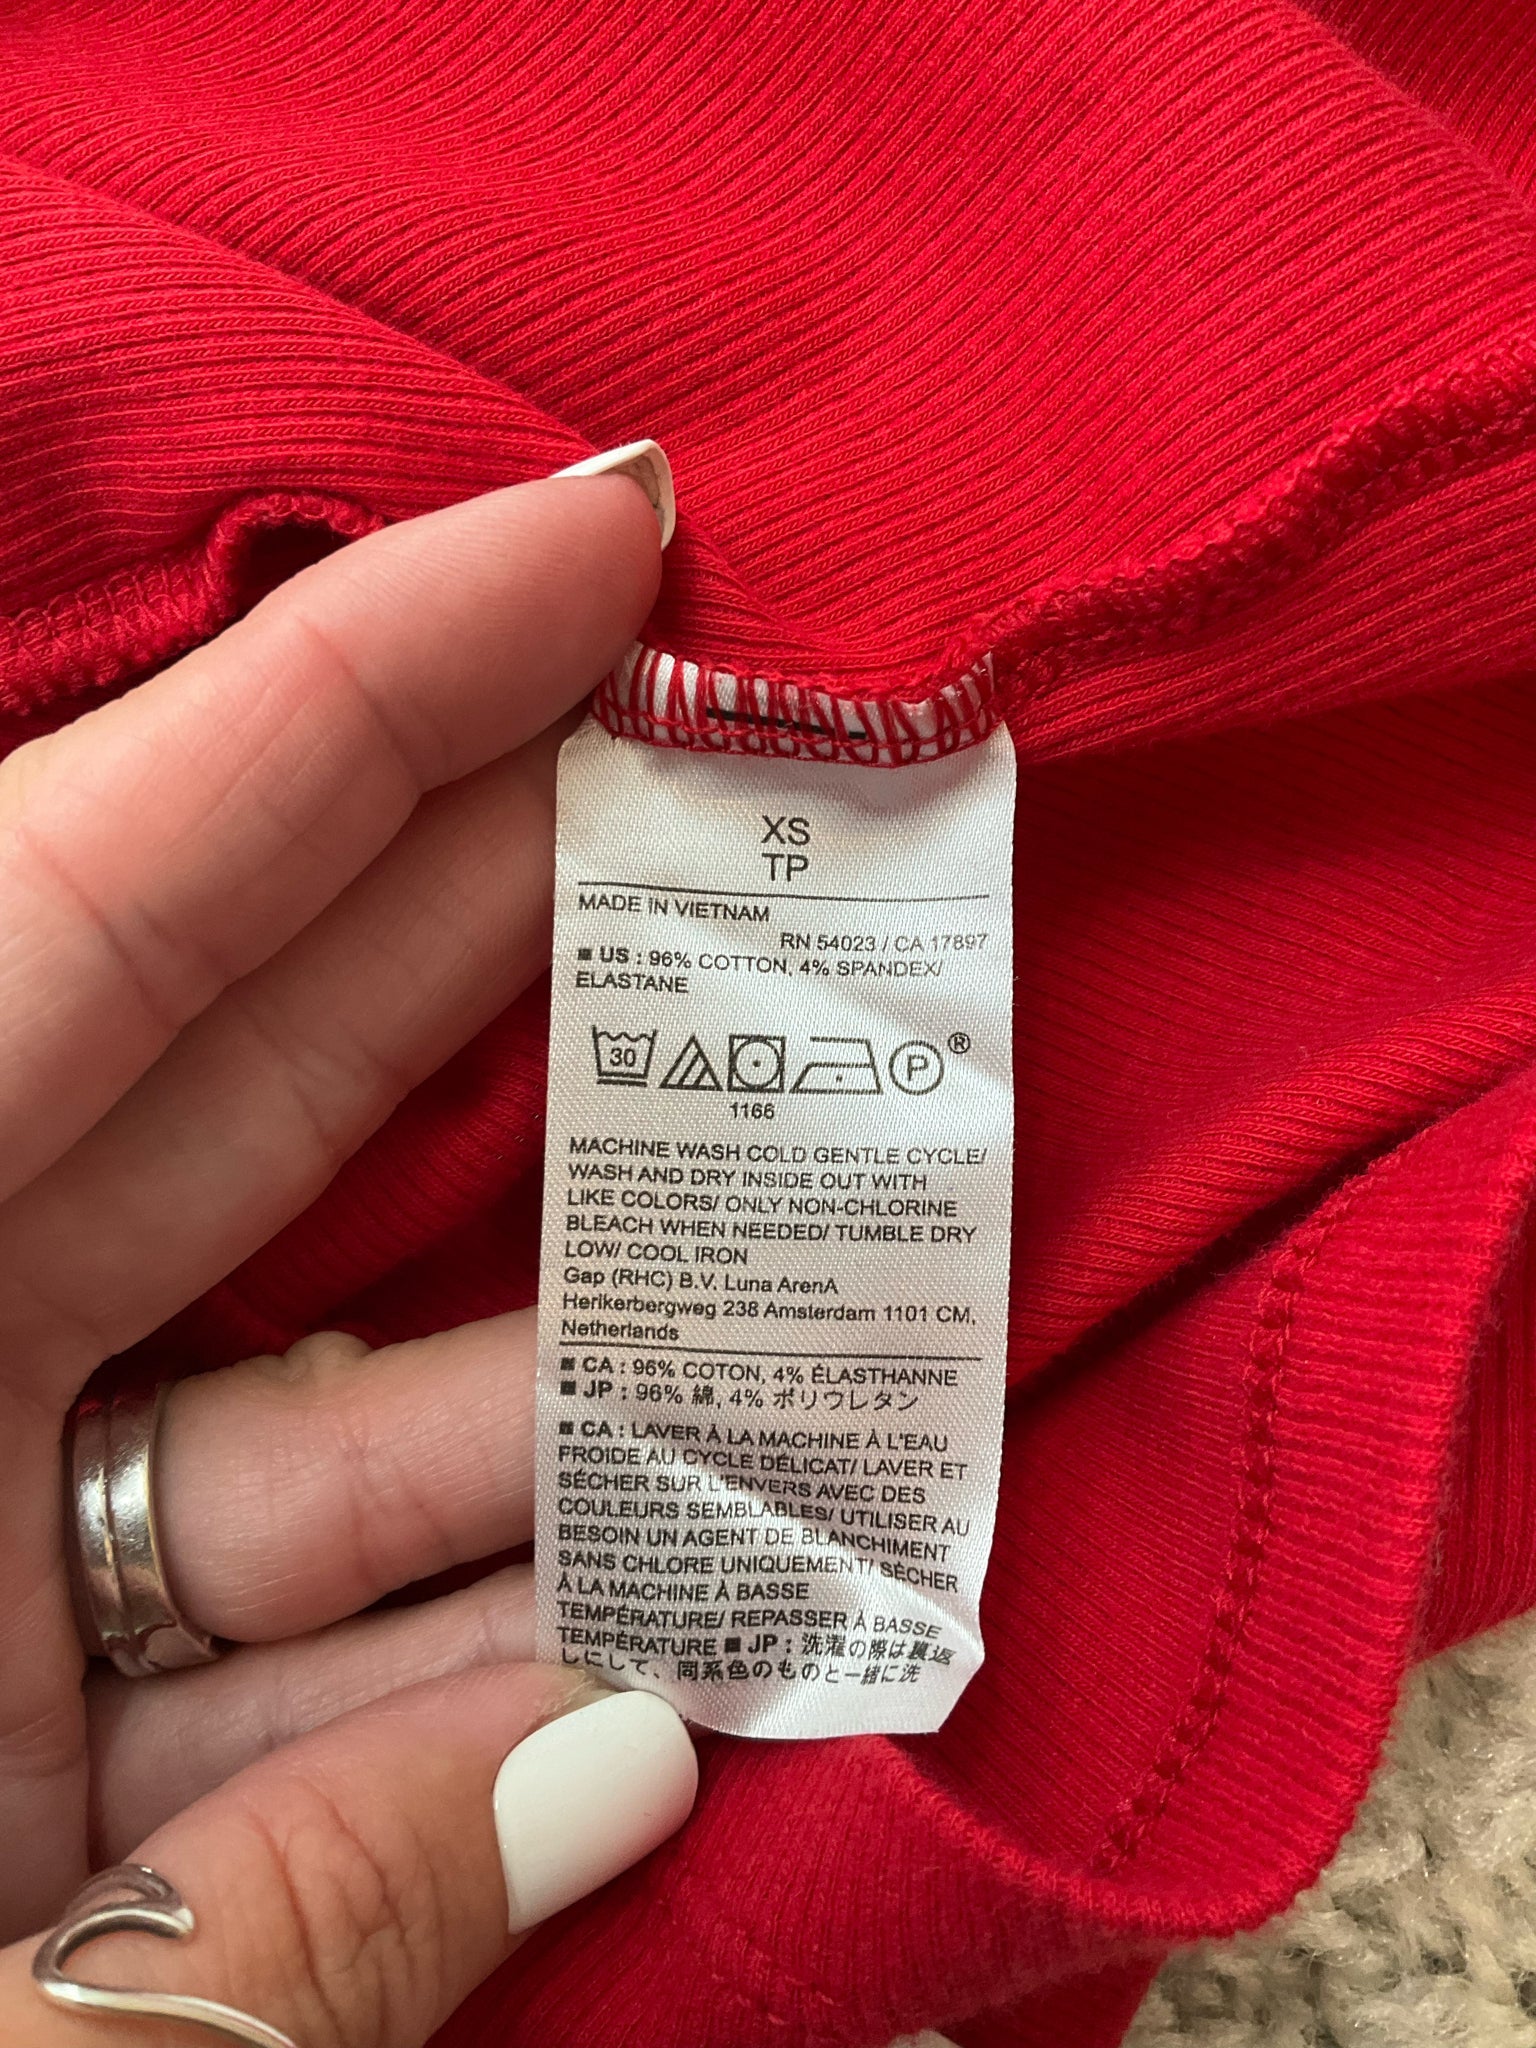 XS
TP
MADE IN VIETNAM
RN 54023 / CA 17897
■ US : 96% COTTON, 4% SPANDEX/
ELASTANE
30
P
®
1166
MACHINE WASH COLD GENTLE CYCLE/
WASH AND DRY INSIDE OUT WITH
LIKE COLORS/ ONLY NON-CHLORINE
BLEACH WHEN NEEDED/ TUMBLE DRY
LOW/ COOL IRON
Gap (RHC) B.V. Luna ArenA
Herikerbergweg 238 Amsterdam 1101 CM,
Netherlands
■ CA : 96% COTON, 4% ÉLASTHANNE
■ JP : 96% 綿, 4% ポリウレタン
■ CA : LAVER À LA MACHINE À L'EAU
FROIDE AU CYCLE DÉLICAT/ LAVER ET
SÉCHER SUR L'ENVERS AVEC DES
COULEURS SEMBLABLES/ UTILISER AU
BESOIN UN AGENT DE BLANCHIMENT
SANS CHLORE UNIQUEMENT/ SÉCHER
À LA MACHINE À BASSE
TEMPÉRATURE/ REPASSER À BASSE
TEMPÉRATURE ■ JP : 洗濯の際は裏返
しにして、同系色のものと一緒に洗